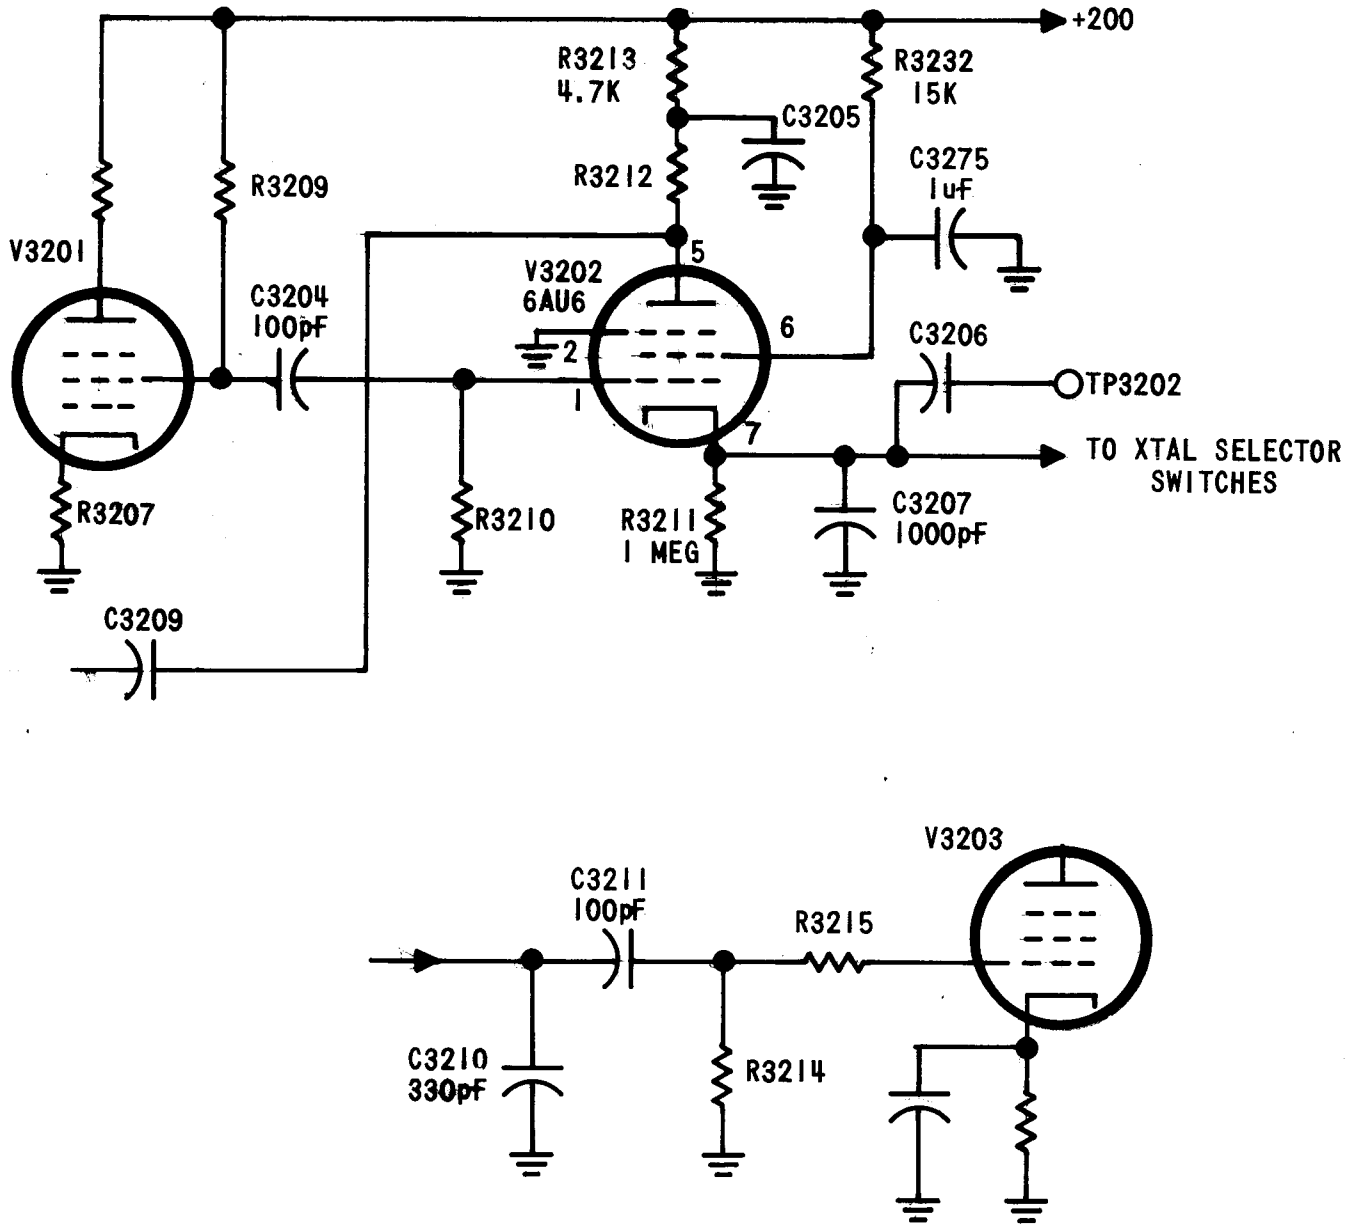 +200
R3213
4.7K
R3232
15K
C3205
C3275
1uF
R3209
R3212
V3201
5
V3202
6AU6
C3204
100pF
6
2
1
C3206
TP3202
7
TO XTAL SELECTOR
SWITCHES
R3207
R3210
R3211
1 MEG
C3207
1000pF
C3209
V3203
C3211
100pF
R3215
C3210
330pF
R3214